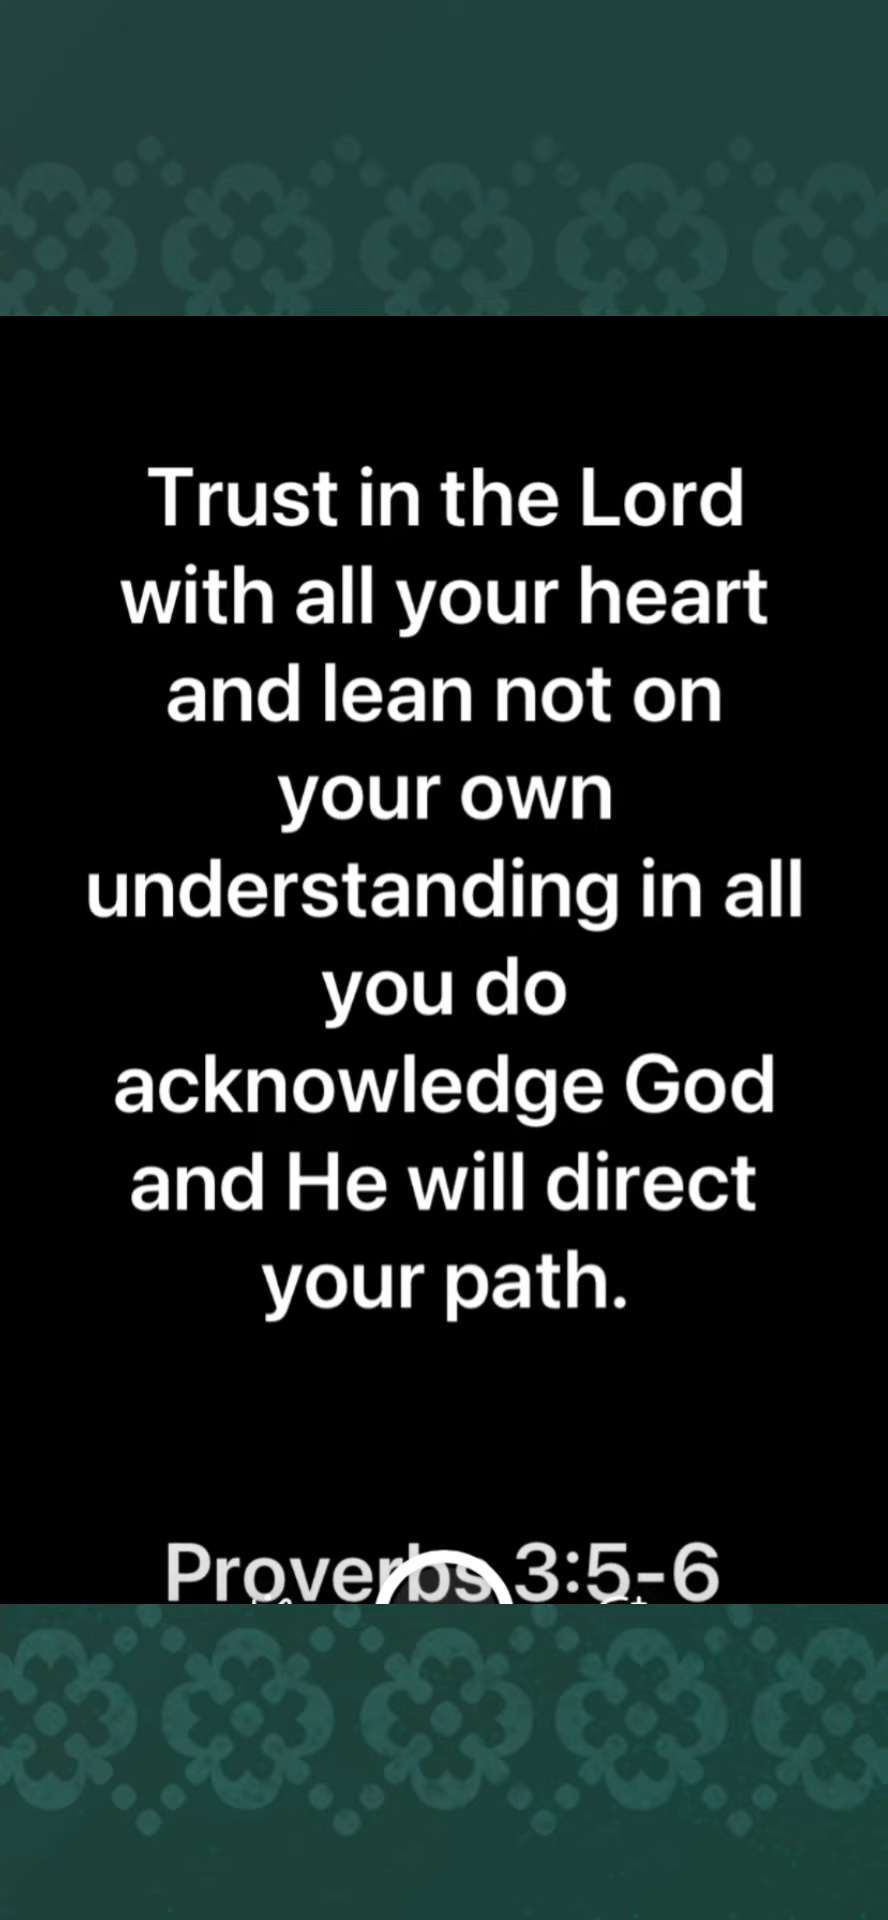 Trust in the Lord
with all your heart
and lean not on
your own
understanding in all
you do
acknowledge God
and He will direct
your path.
Proverbs 3:5-6